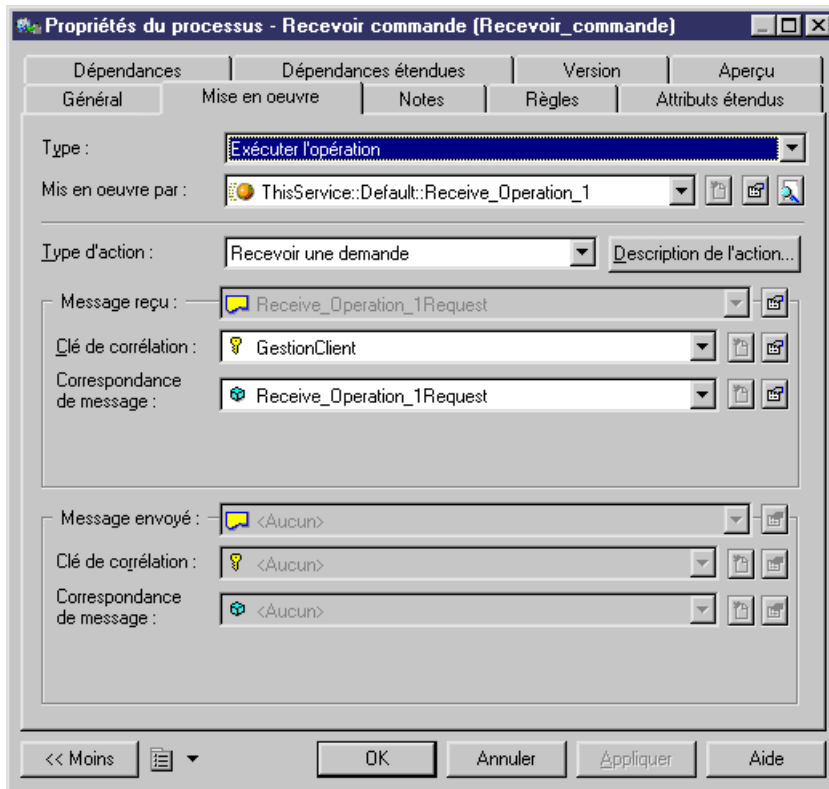 Propriétés du processus - Recevoir commande (Recevoir_commande)
Dépendances Dépendances étendues Version Aperçu
Général Mise en oeuvre Notes Règles Attributs étendus
Type : Exécuter l'opération
Mis en oeuvre par : ThisService::Default::Receive_Operation_1
Type d'action : Recevoir une demande Description de l'action...
Message reçu : Receive_Operation_1Request
Clé de corrélation : GestionClient
Correspondance
de message : Receive_Operation_1Request
Message envoyé : <Aucun>
Clé de corrélation : <Aucun>
Correspondance
de message : <Aucun>
<< Moins OK Annuler Appliquer Aide